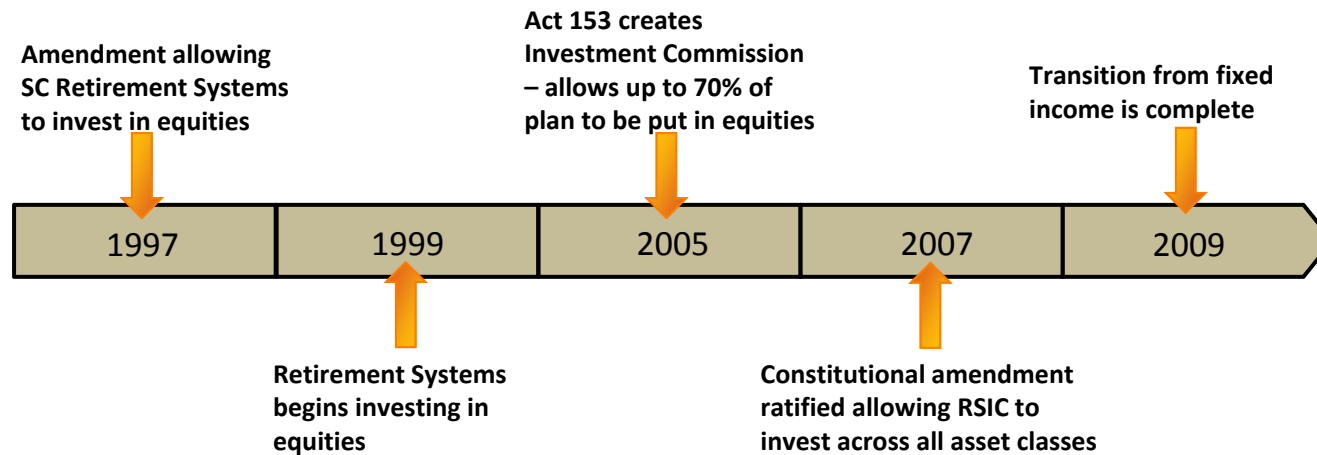 Amendment allowing
SC Retirement Systems
to invest in equities
Act 153 creates
Investment Commission
– allows up to 70% of
plan to be put in equities
Transition from fixed
income is complete
1997
1999
2005
2007
2009
Retirement Systems
begins investing in
equities
Constitutional amendment
ratified allowing RSIC to
invest across all asset classes